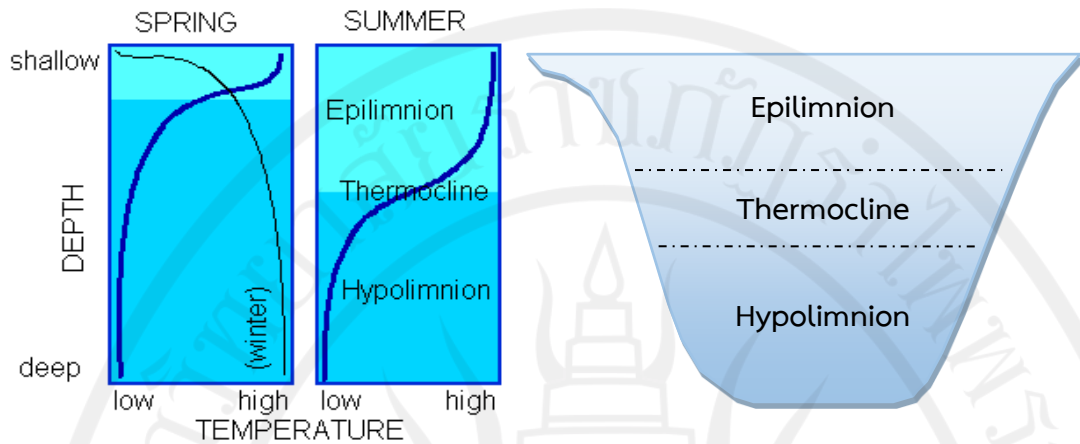 SPRING
SUMMER
shallow
DEPTH
deep
(winter)
low
high
Epilimnion
Thermocline
Hypolimnion
low
high
TEMPERATURE
Epilimnion
Thermocline
Hypolimnion